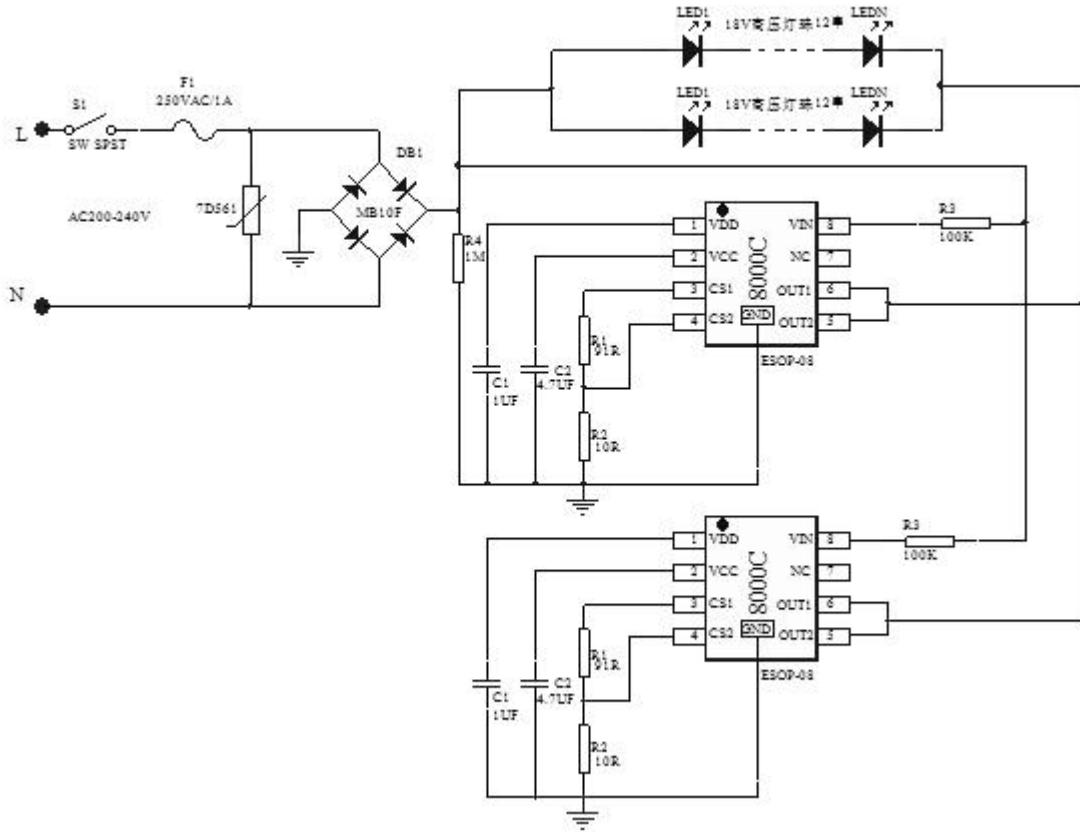 LED1 18V高压灯珠12串 LEDN
LED1 18V高压灯珠12串 LEDN
F1
250VAC/1A
S1
L
SW SPST
DB1
7D561
MB10F
AC200-240V
N
R4
1M
1 VDD VIN 8
2 VCC NC 7
3 CS1 OUT1 6
4 CS2 OUT2 5
8000C
GND
ESOP-08
R3
100K
R1
91R
C1
1UF
C2
4.7UF
R2
10R
1 VDD VIN 8
2 VCC NC 7
3 CS1 OUT1 6
4 CS2 OUT2 5
8000C
GND
ESOP-08
R3
100K
R1
91R
C1
1UF
C2
4.7UF
R2
10R